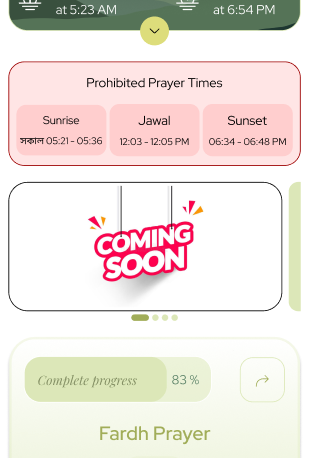 at 5:23 AM
at 6:54 PM
Prohibited Prayer Times
Sunrise
সকাল 05:21 - 05:36
Jawal
12:03 - 12:05 PM
Sunset
06:34 - 06:48 PM
COMING
SOON
Complete progress
83 %
Fardh Prayer